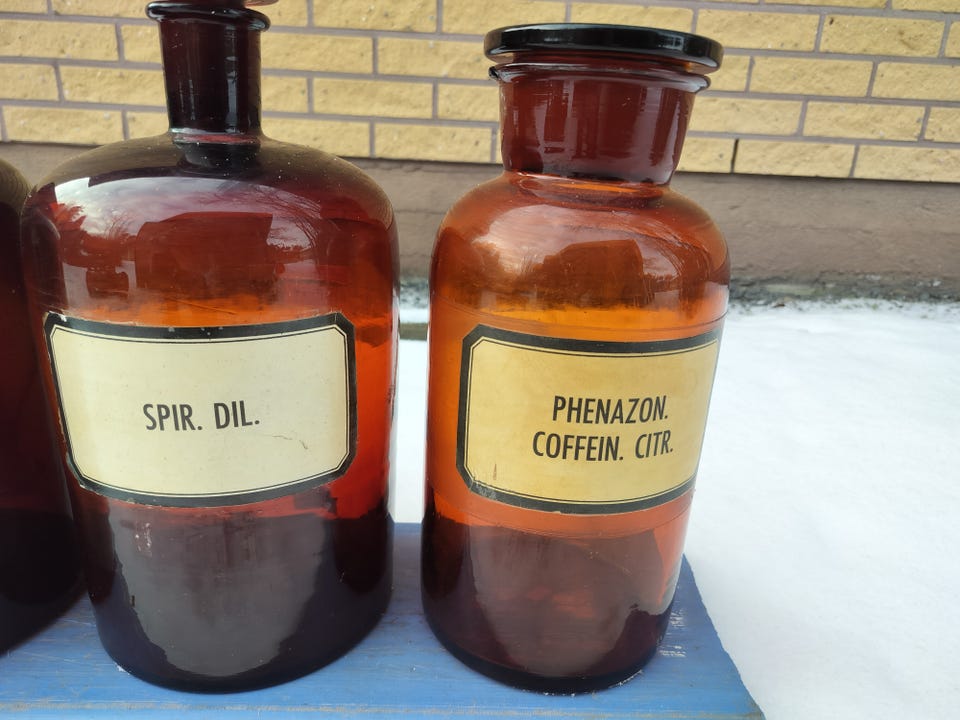 SPIR. DIL.
PHENAZON.
COFFEIN. CITR.